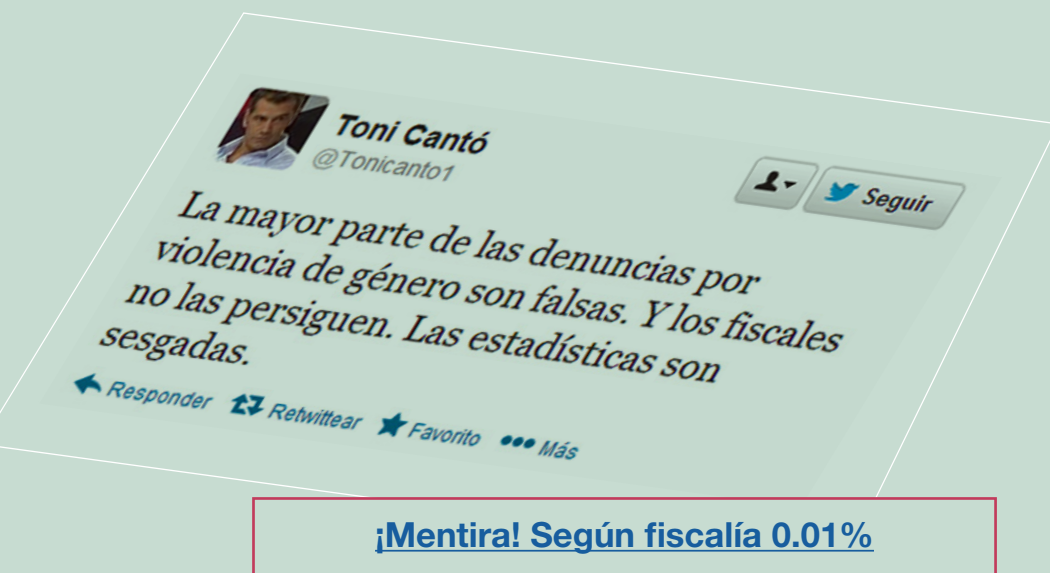 Toni Cantó
@Tonicanto1
Seguir
La mayor parte de las denuncias por
violencia de género son falsas. Y los fiscales
no las persiguen. Las estadísticas son
sesgadas.
Responder Retwittear Favorito Más
¡Mentira! Según fiscalía 0.01%